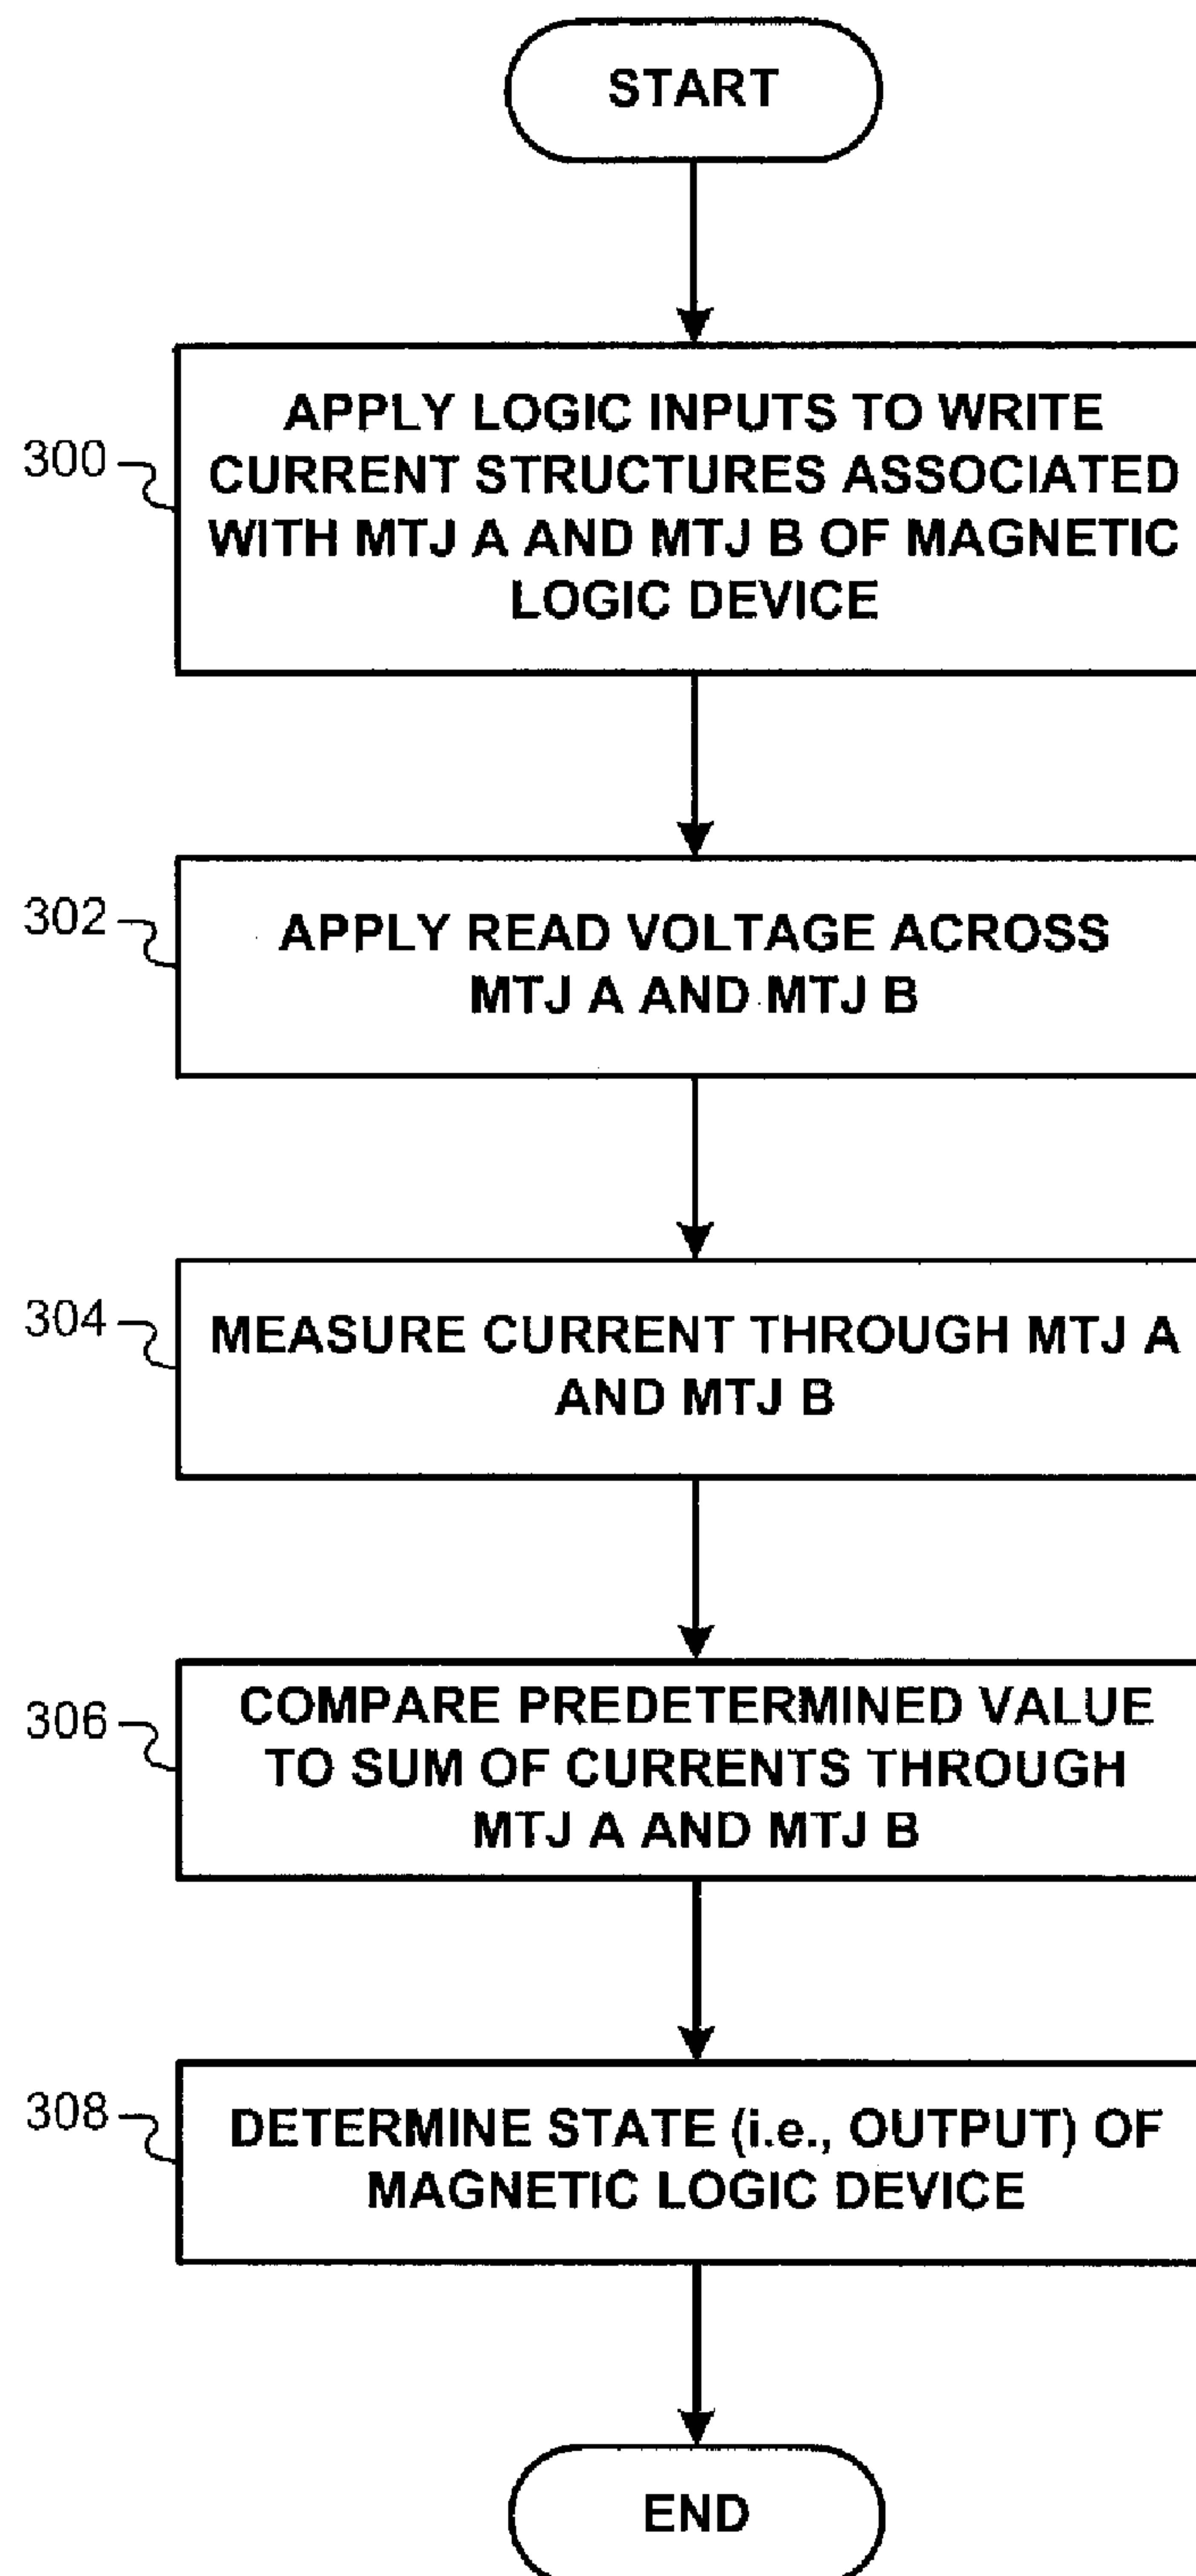 START
300
APPLY LOGIC INPUTS TO WRITE
CURRENT STRUCTURES ASSOCIATED
WITH MTJ A AND MTJ B OF MAGNETIC
LOGIC DEVICE
302
APPLY READ VOLTAGE ACROSS
MTJ A AND MTJ B
304
MEASURE CURRENT THROUGH MTJ A
AND MTJ B
306
COMPARE PREDETERMINED VALUE
TO SUM OF CURRENTS THROUGH
MTJ A AND MTJ B
308
DETERMINE STATE (i.e., OUTPUT) OF
MAGNETIC LOGIC DEVICE
END